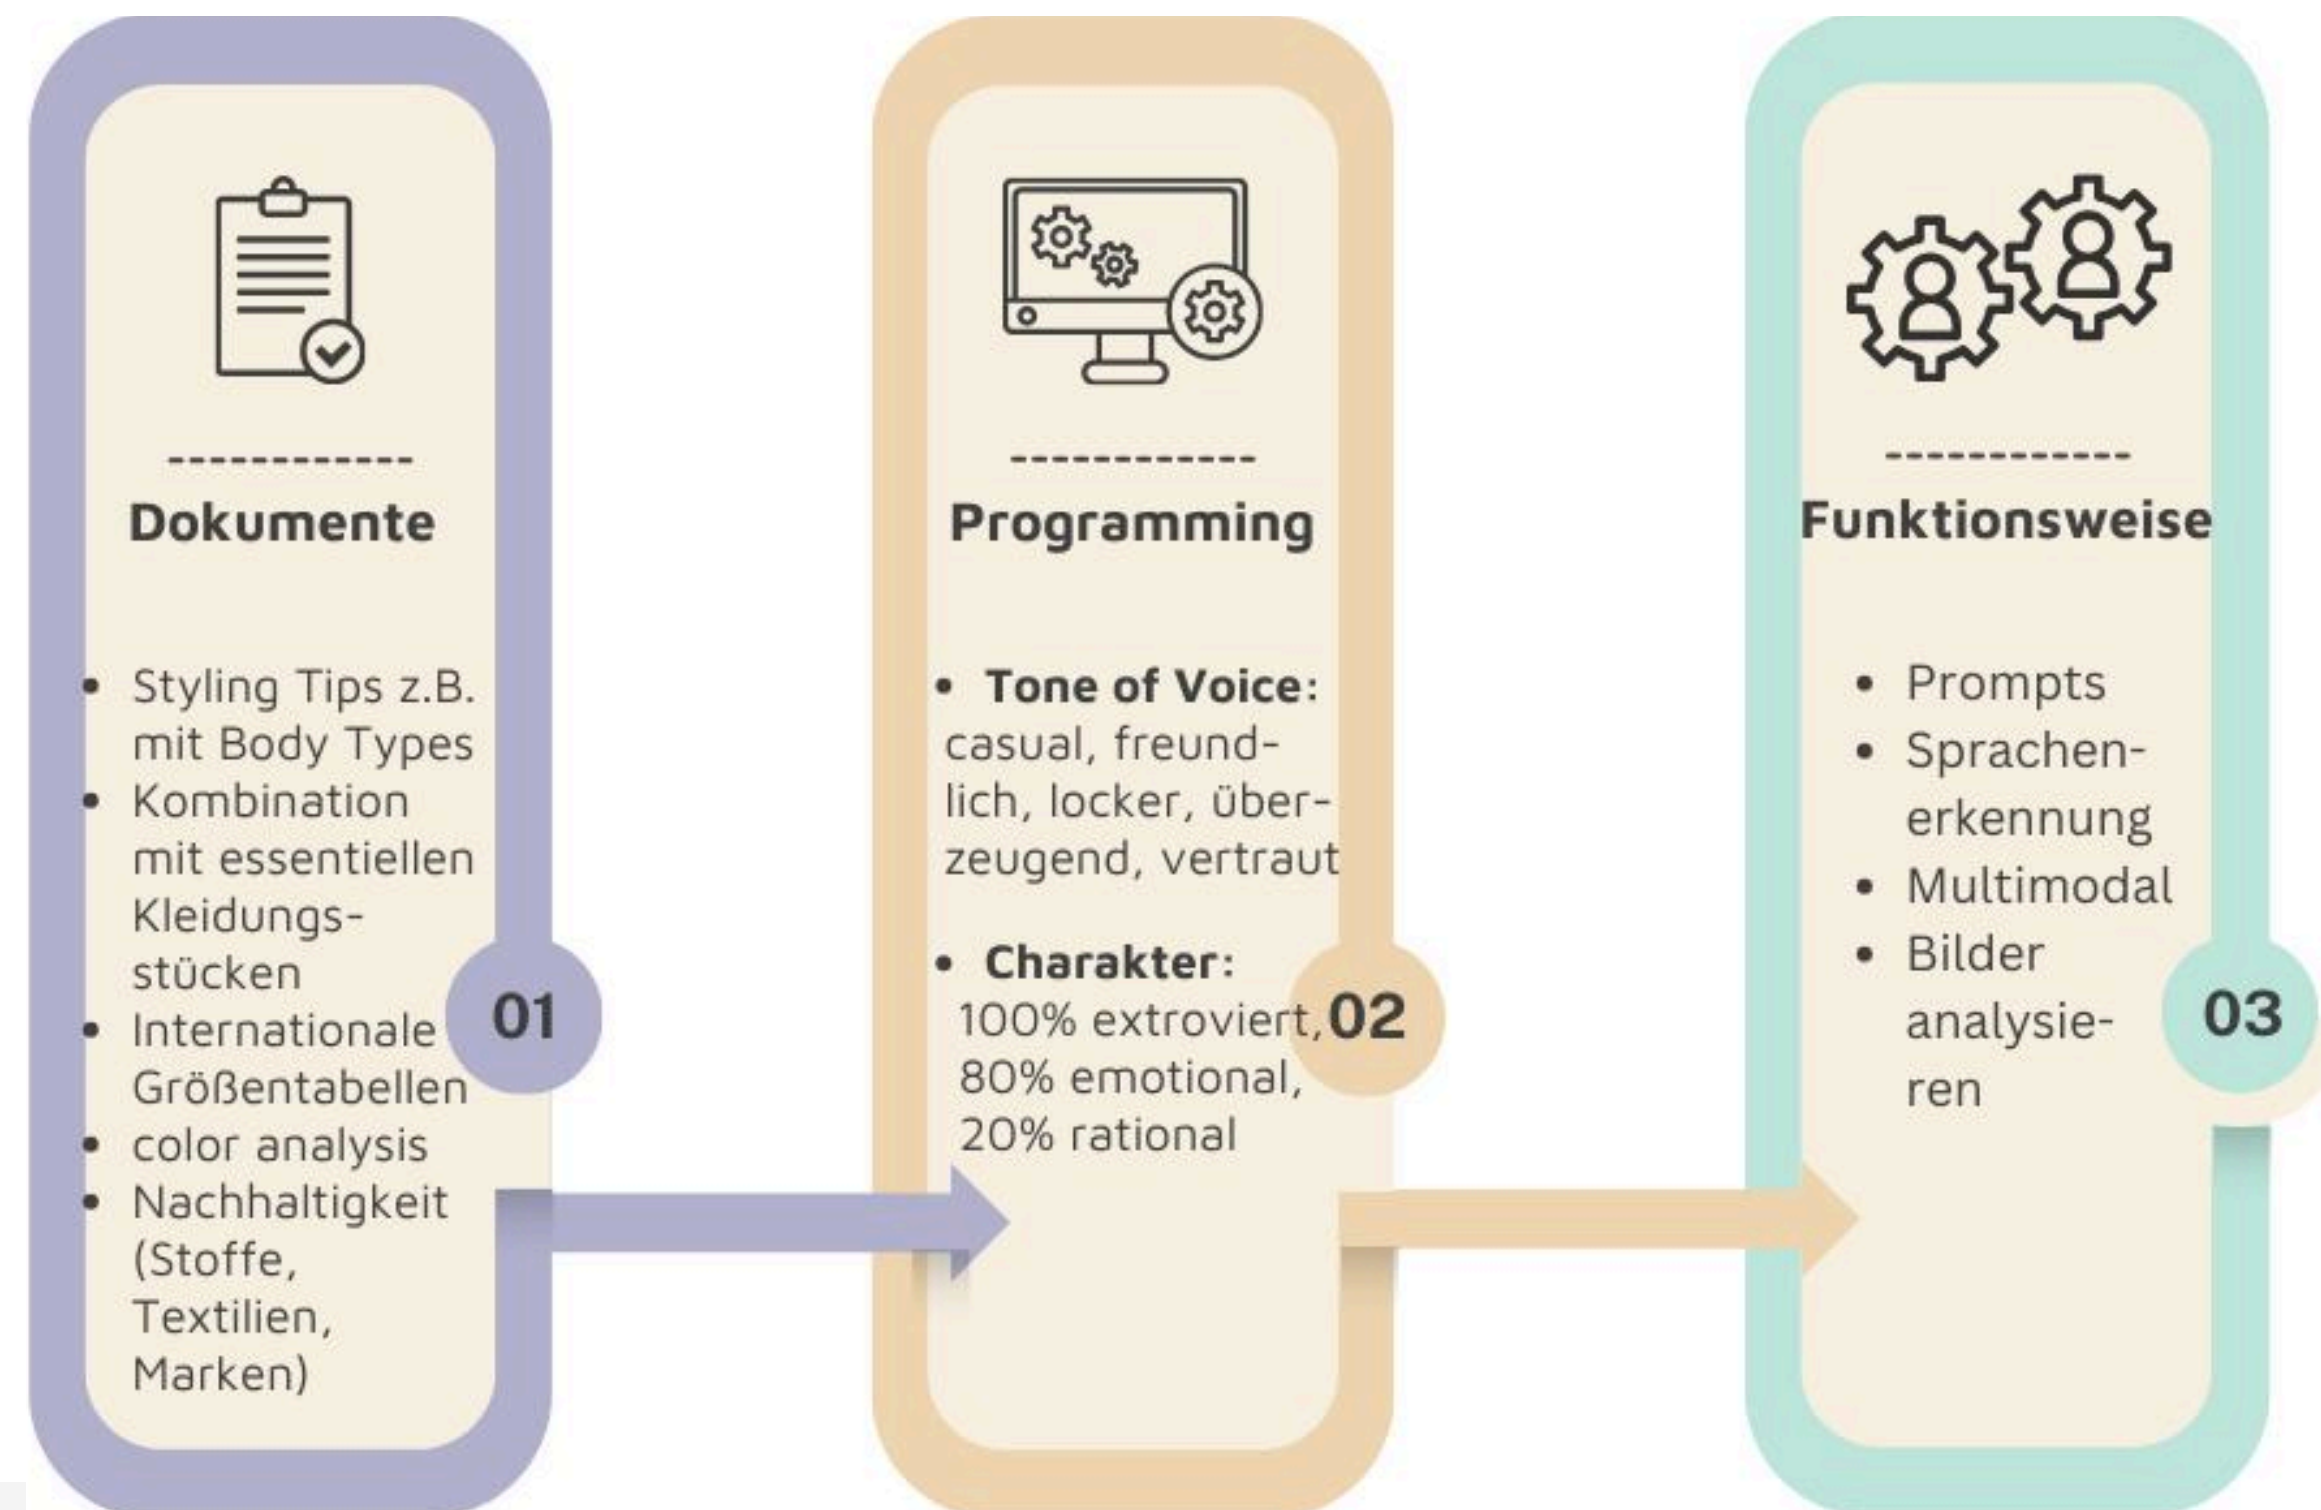 Dokumente
• Styling Tips z.B.
mit Body Types
• Kombination
mit essentiellen
Kleidungs-
stücken
• Internationale
Größentabellen
• color analysis
• Nachhaltigkeit
(Stoffe,
Textilien,
Marken)
01
Programming
• Tone of Voice:
casual, freund-
lich, locker, über-
zeugend, vertraut
• Charakter:
100% extroviert,
80% emotional,
20% rational
02
Funktionsweise
• Prompts
• Sprachen-
erkennung
• Multimodal
• Bilder
analysie-
ren
03